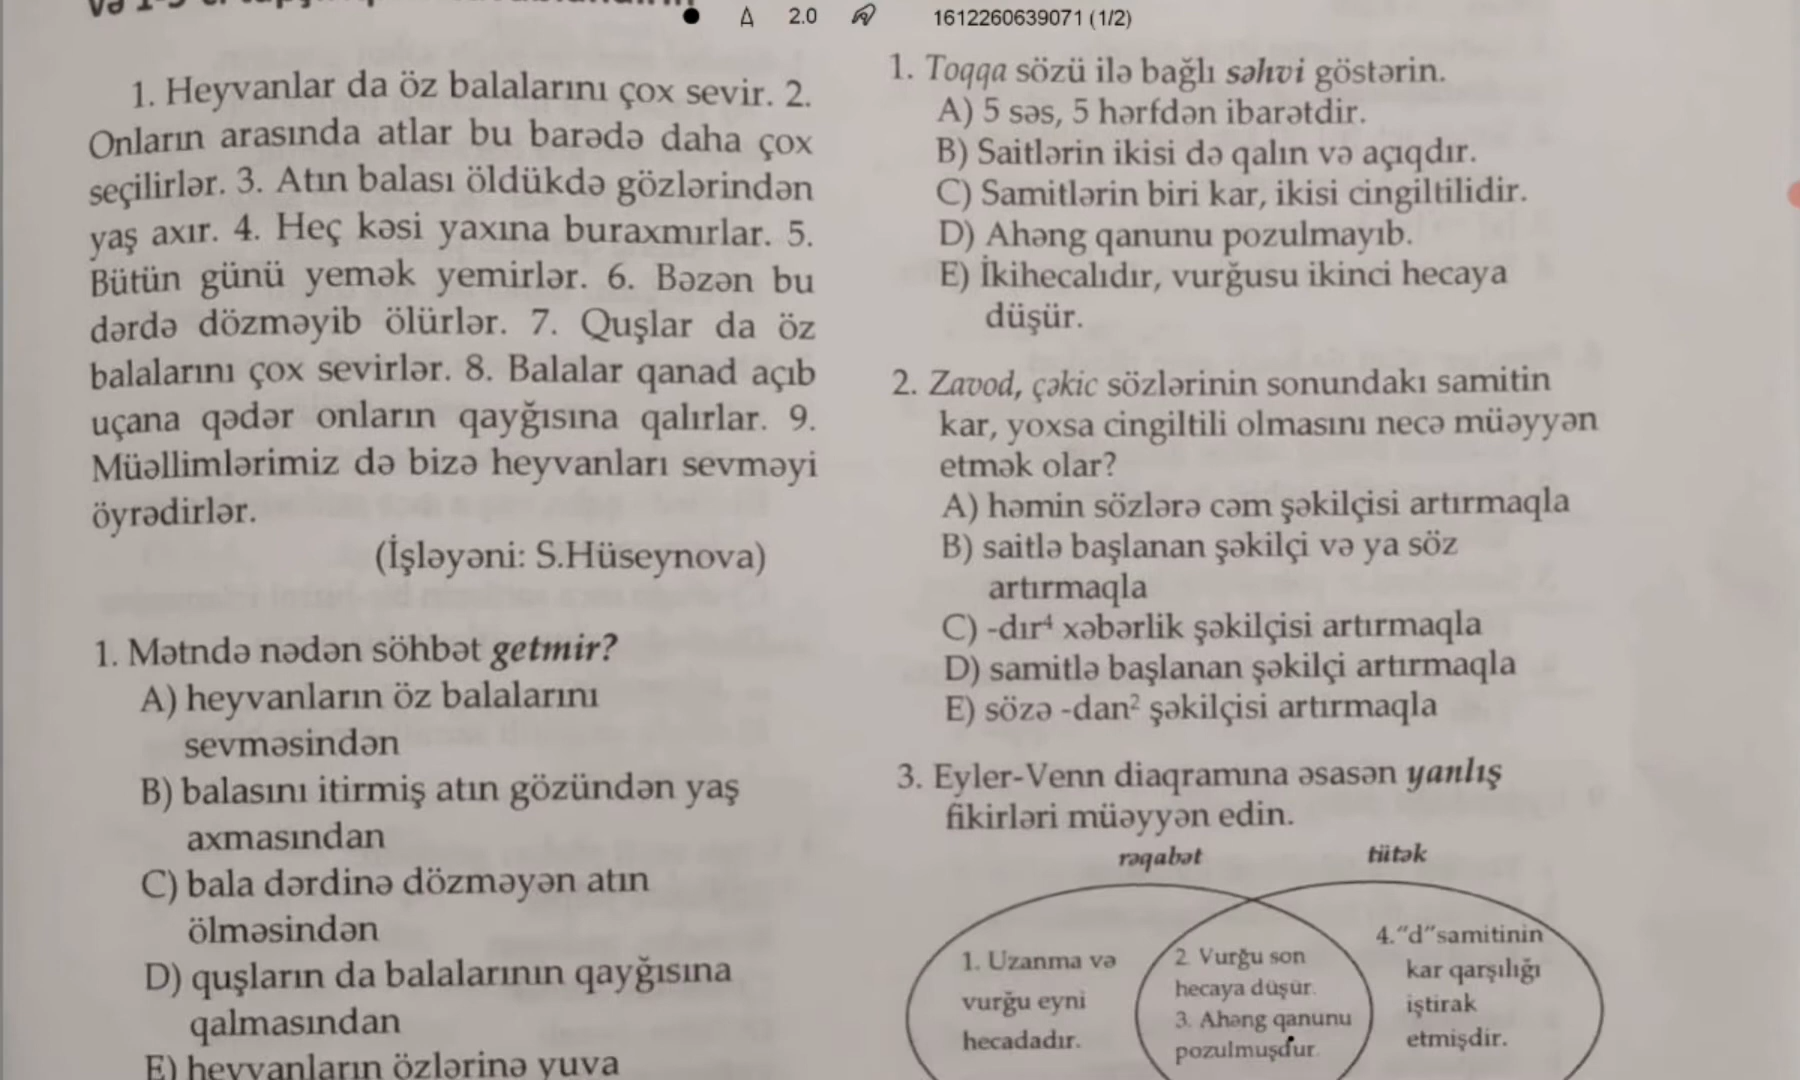 2.0
1612260639071 (1/2)
1. Heyvanlar da öz balalarını çox sevir. 2.
Onların arasında atlar bu barədə daha çox
seçilirlər. 3. Atın balası öldükdə gözlərindən
yaş axır. 4. Heç kəsi yaxına buraxmırlar. 5.
Bütün günü yemək yemirlər. 6. Bəzən bu
dərdə dözməyib ölürlər. 7. Quşlar da öz
balalarını çox sevirlər. 8. Balalar qanad açıb
uçana qədər onların qayğısına qalırlar. 9.
Müəllimlərimiz də bizə heyvanları sevməyi
öyrədirlər.
(İşləyəni: S.Hüseynova)
1. Mətndə nədən söhbət getmir?
A) heyvanların öz balalarını
sevməsindən
B) balasını itirmiş atın gözündən yaş
axmasından
C) bala dərdinə dözməyən atın
ölməsindən
D) quşların da balalarının qayğısına
qalmasından
E) heyvanların özlərinə yuva
1. Toqqa sözü ilə bağlı səhvi göstərin.
A) 5 səs, 5 hərfdən ibarətdir.
B) Saitlərin ikisi də qalın və açıqdır.
C) Samitlərin biri kar, ikisi cingiltilidir.
D) Ahəng qanunu pozulmayıb.
E) İkihecalıdır, vurğusu ikinci hecaya
düşür.
2. Zavod, çəkic sözlərinin sonundakı samitin
kar, yoxsa cingiltili olmasını necə müəyyən
etmək olar?
A) həmin sözlərə cəm şəkilçisi artırmaqla
B) saitlə başlanan şəkilçi və ya söz
artırmaqla
C) -dır⁴ xəbərlik şəkilçisi artırmaqla
D) samitlə başlanan şəkilçi artırmaqla
E) sözə -dan² şəkilçisi artırmaqla
3. Eyler-Venn diaqramına əsasən yanlış
fikirləri müəyyən edin.
rəqabət
tütək
1. Uzanma və
vurğu eyni
hecadadır.
2. Vurğu son
hecaya düşür.
3. Ahəng qanunu
pozulmuşdur.
4."d"samitinin
kar qarşılığı
iştirak
etmişdir.